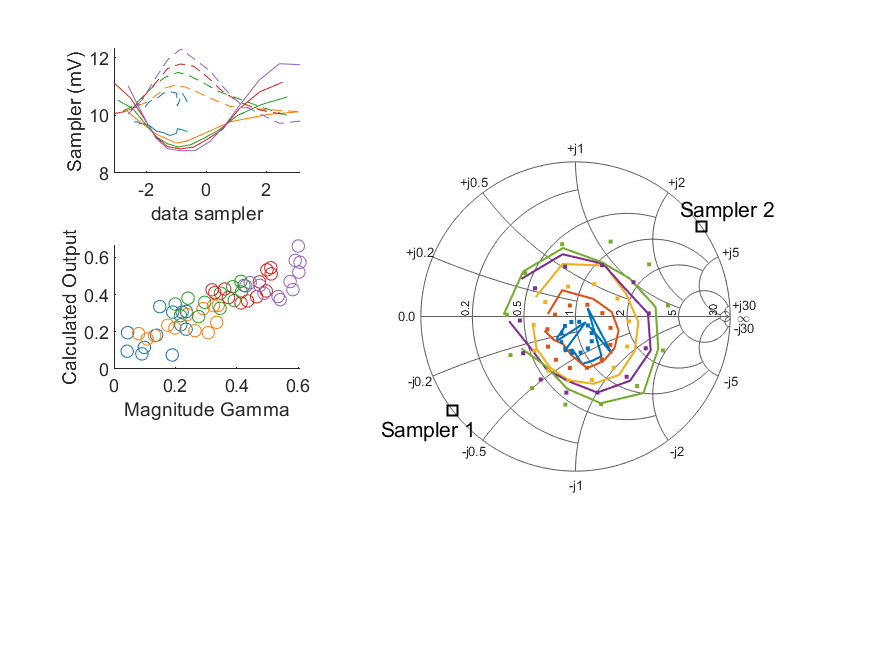 12
10
8
Sampler (mV)
-2 0 2
data sampler
0.6
0.4
0.2
0
Calculated Output
0 0.2 0.4 0.6
Magnitude Gamma
+j1
+j0.5
+j2
Sampler 2
+j0.2
+j5
0.0
0.2
0.5
1
2
5
30
+j30
∞
-j30
-j0.2
-j5
Sampler 1
-j0.5
-j2
-j1